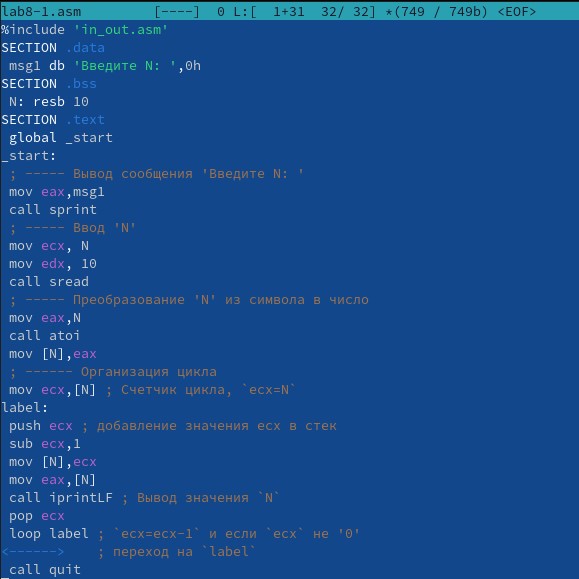 lab8-1.asm [----] 0 L:[ 1+31 32/ 32] *(749 / 749b) <EOF>
%include 'in_out.asm'
SECTION .data
msg1 db 'Введите N: ',0h
SECTION .bss
N: resb 10
SECTION .text
global _start
_start:
; ----- Вывод сообщения 'Введите N: '
mov eax,msg1
call sprint
; ----- Ввод 'N'
mov ecx, N
mov edx, 10
call sread
; ----- Преобразование 'N' из символа в число
mov eax,N
call atoi
mov [N],eax
; ------ Организация цикла
mov ecx,[N] ; Счетчик цикла, `ecx=N`
label:
push ecx ; добавление значения ecx в стек
sub ecx,1
mov [N],ecx
mov eax,[N]
call iprintLF ; Вывод значения `N`
pop ecx
loop label ; `ecx=ecx-1` и если `ecx` не '0'
<------> ; переход на `label`
call quit